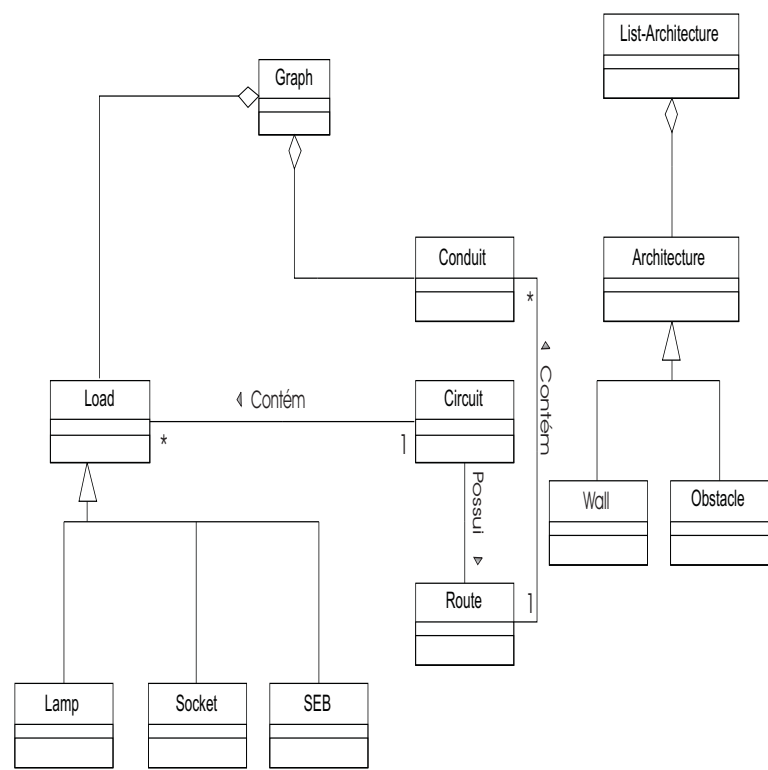 List-Architecture
Graph
Conduit
Architecture
*
Contém
Load
Contém
Circuit
*
1
Possui
Wall
Obstacle
Route
1
Lamp
Socket
SEB